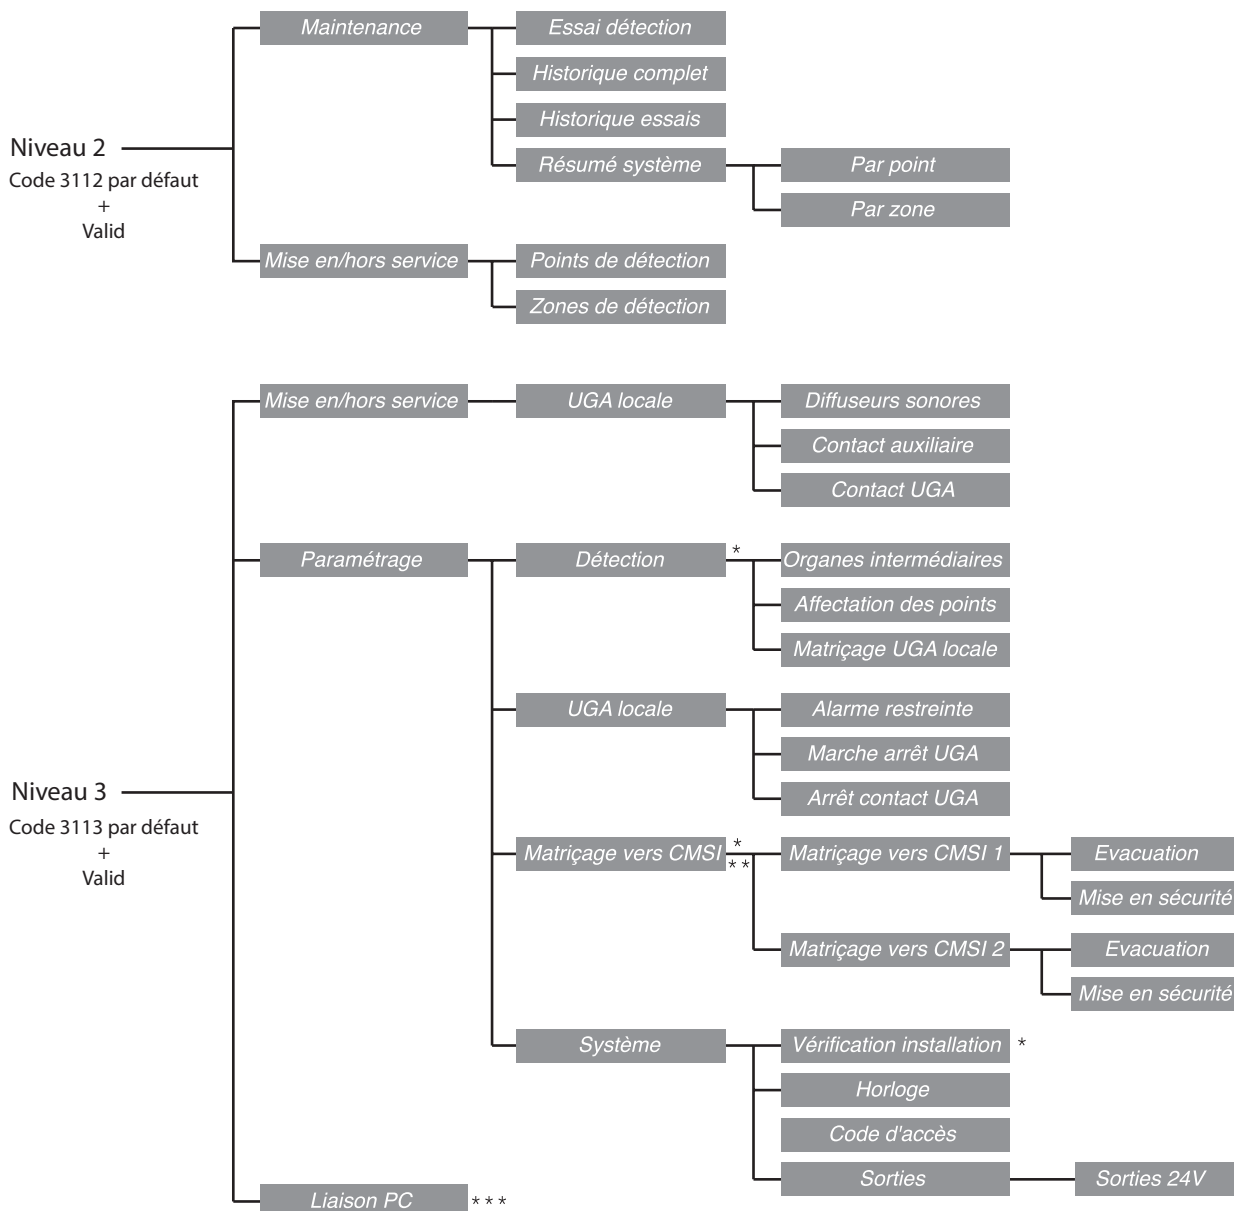 Maintenance
Essai détection
Historique complet
Historique essais
Niveau 2
Code 3112 par défaut
+
Valid
Résumé système
Par point
Par zone
Mise en/hors service
Points de détection
Zones de détection
Mise en/hors service
UGA locale
Diffuseurs sonores
Contact auxiliaire
Contact UGA
Paramétrage
Détection
*
Organes intermédiaires
Affectation des points
Matriçage UGA locale
UGA locale
Alarme restreinte
Marche arrêt UGA
Arrêt contact UGA
Niveau 3
Code 3113 par défaut
+
Valid
Matriçage vers CMSI
*
**
Matriçage vers CMSI 1
Evacuation
Mise en sécurité
Matriçage vers CMSI 2
Evacuation
Mise en sécurité
Système
Vérification installation *
Horloge
Code d'accès
Sorties
Sorties 24V
Liaison PC ***